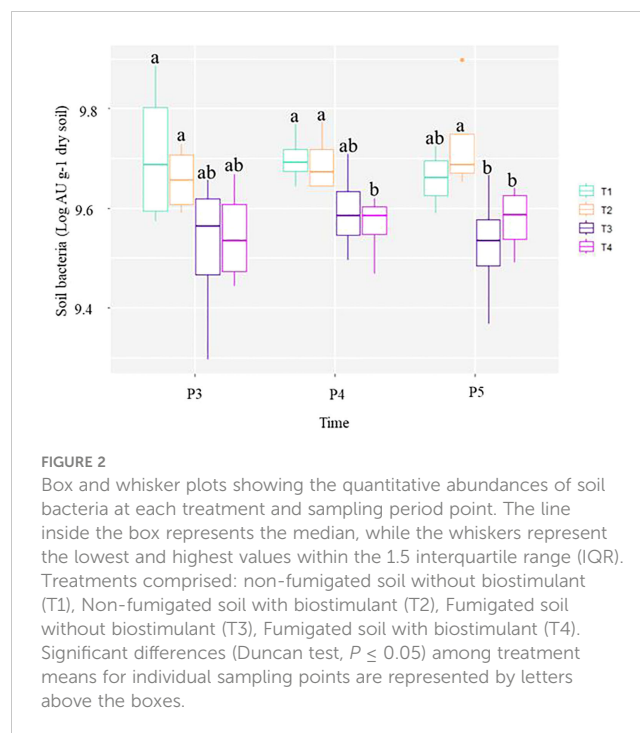 a
a
ab
ab
a
a
ab
b
ab
a
b
b
Soil bacteria (Log AU g-1 dry soil)
9.8
9.6
9.4
T1
T2
T3
T4
P3
P4
P5
Time
FIGURE 2
Box and whisker plots showing the quantitative abundances of soil
bacteria at each treatment and sampling period point. The line
inside the box represents the median, while the whiskers represent
the lowest and highest values within the 1.5 interquartile range (IQR).
Treatments comprised: non-fumigated soil without biostimulant
(T1), Non-fumigated soil with biostimulant (T2), Fumigated soil
without biostimulant (T3), Fumigated soil with biostimulant (T4).
Significant differences (Duncan test, P ≤ 0.05) among treatment
means for individual sampling points are represented by letters
above the boxes.